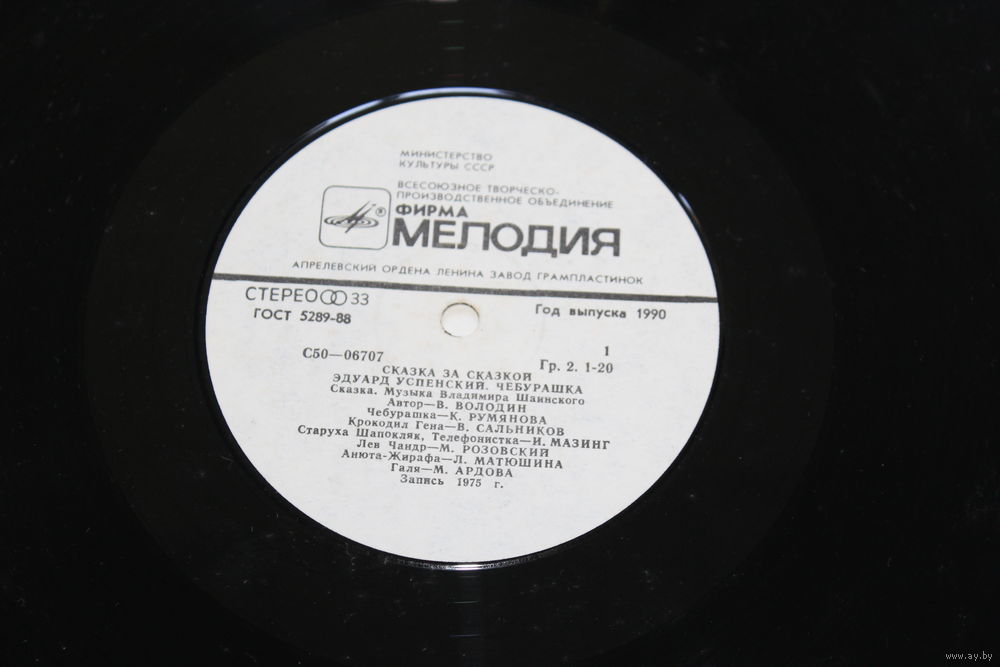 МИНИСТЕРСТВО
КУЛЬТУРЫ СССР
ВСЕСОЮЗНОЕ ТВОРЧЕСКО-
ПРОИЗВОДСТВЕННОЕ ОБЪЕДИНЕНИЕ
®ФИРМА
МЕЛОДИЯ
АПРЕЛЕВСКИЙ ОРДЕНА ЛЕНИНА ЗАВОД ГРАМПЛАСТИНОК
СТЕРЕО 33
ГОСТ 5289-88
Год выпуска 1990
С50—06707
1
Гр. 2. 1-20
СКАЗКА ЗА СКАЗКОЙ
ЭДУАРД УСПЕНСКИЙ. ЧЕБУРАШКА
Сказка. Музыка Владимира Шаинского
Автор—В. ВОЛОДИН
Чебурашка—К. РУМЯНОВА
Крокодил Гена—В. САЛЬНИКОВ
Старуха Шапокляк, Телефонистка—И. МАЗИНГ
Лев Чандр—М. РОЗОВСКИЙ
Анюта-Жирафа—Л. МАТЮШИНА
Галя—М. АРДОВА
Запись 1975 г.
www.ay.by